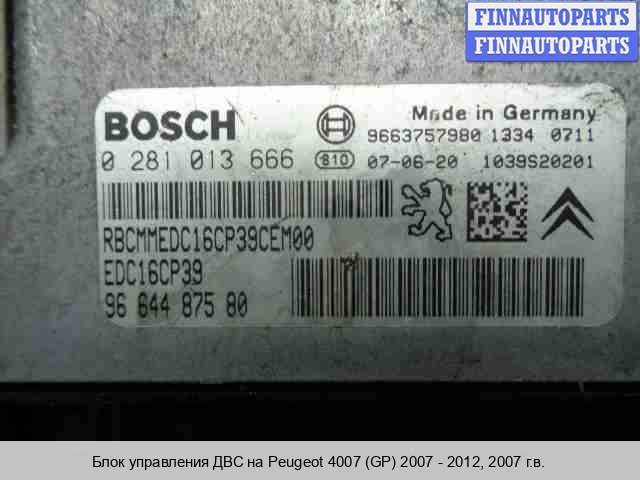 FINNAUTOPARTS
FINNAUTOPARTS
BOSCH
Made in Germany
9663757980 1334 0711
0 281 013 666 810 07-06-20 1039S20201
RBCMMEDC16CP39CEM00
EDC16CP39
96 644 875 80
Блок управления ДВС на Peugeot 4007 (GP) 2007 - 2012, 2007 г.в.